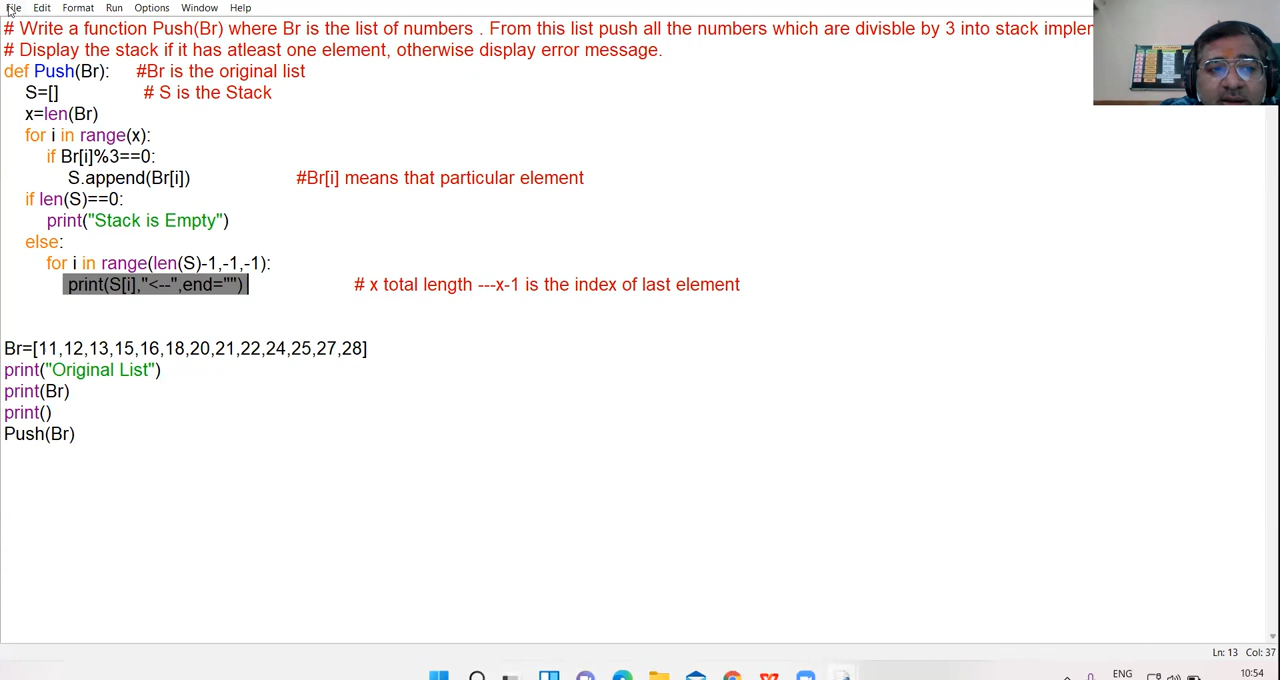 File Edit Format Run Options Window Help
# Write a function Push(Br) where Br is the list of numbers . From this list push all the numbers which are divisble by 3 into stack
# Display the stack if it has atleast one element, otherwise display error message.
def Push(Br): #Br is the original list
S=[] # S is the Stack
x=len(Br)
for i in range(x):
if Br[i]%3==0:
S.append(Br[i]) #Br[i] means that particular element
if len(S)==0:
print("Stack is Empty")
else:
for i in range(len(S)-1,-1,-1):
print(S[i],"<--",end="") # x total length ---x-1 is the index of last element
Br=[11,12,13,15,16,18,20,21,22,24,25,27,28]
print("Original List")
print(Br)
print()
Push(Br)
Ln: 13 Col: 37
ENG 10:54